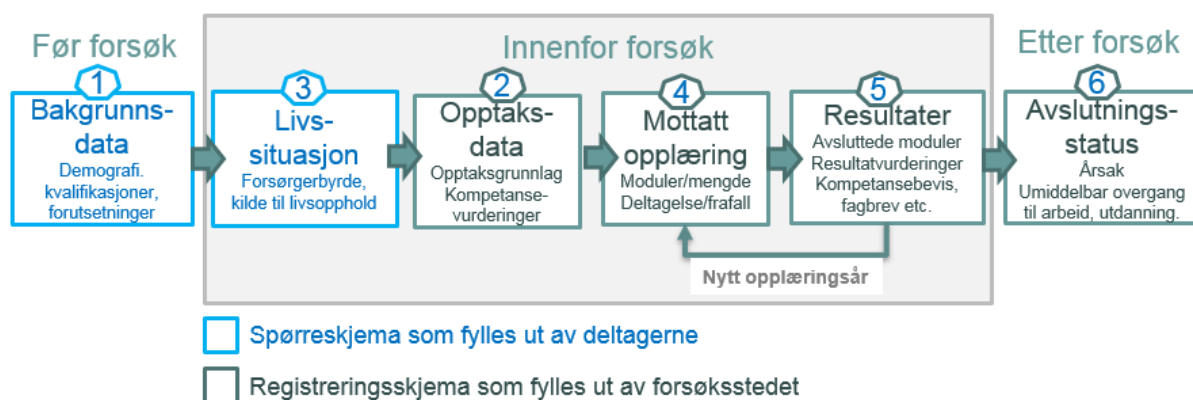 Før forsøk
Innenfor forsøk
Etter forsøk
1
Bakgrunns-
data
Demografi.
kvalifikasjoner,
forutsetninger
3
Livs-
situasjon
Forsørgerbyrde,
kilde til livsopphold
2
Opptaks-
data
Opptaksgrunnlag
Kompetanse-
vurderinger
4
Mottatt
opplæring
Moduler/mengde
Deltagelse/frafall
5
Resultater
Avsluttede moduler
Resultatvurderinger
Kompetansebevis,
fagbrev etc.
6
Avslutnings-
status
Årsak
Umiddelbar overgang
til arbeid, utdanning.
Nytt opplæringsår
Spørreskjema som fylles ut av deltagerne
Registreringsskjema som fylles ut av forsøksstedet